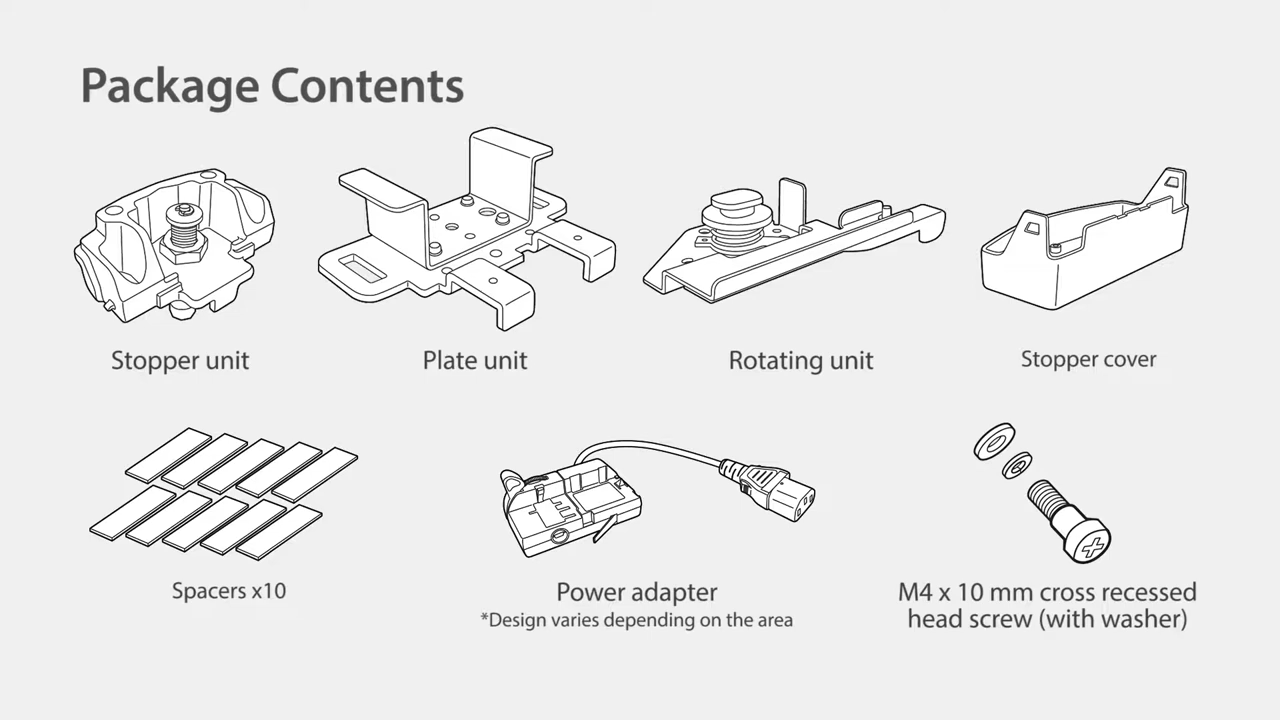 Package Contents
Stopper unit
Plate unit
Rotating unit
Stopper cover
Spacers x10
Power adapter
*Design varies depending on the area
M4 x 10 mm cross recessed
head screw (with washer)